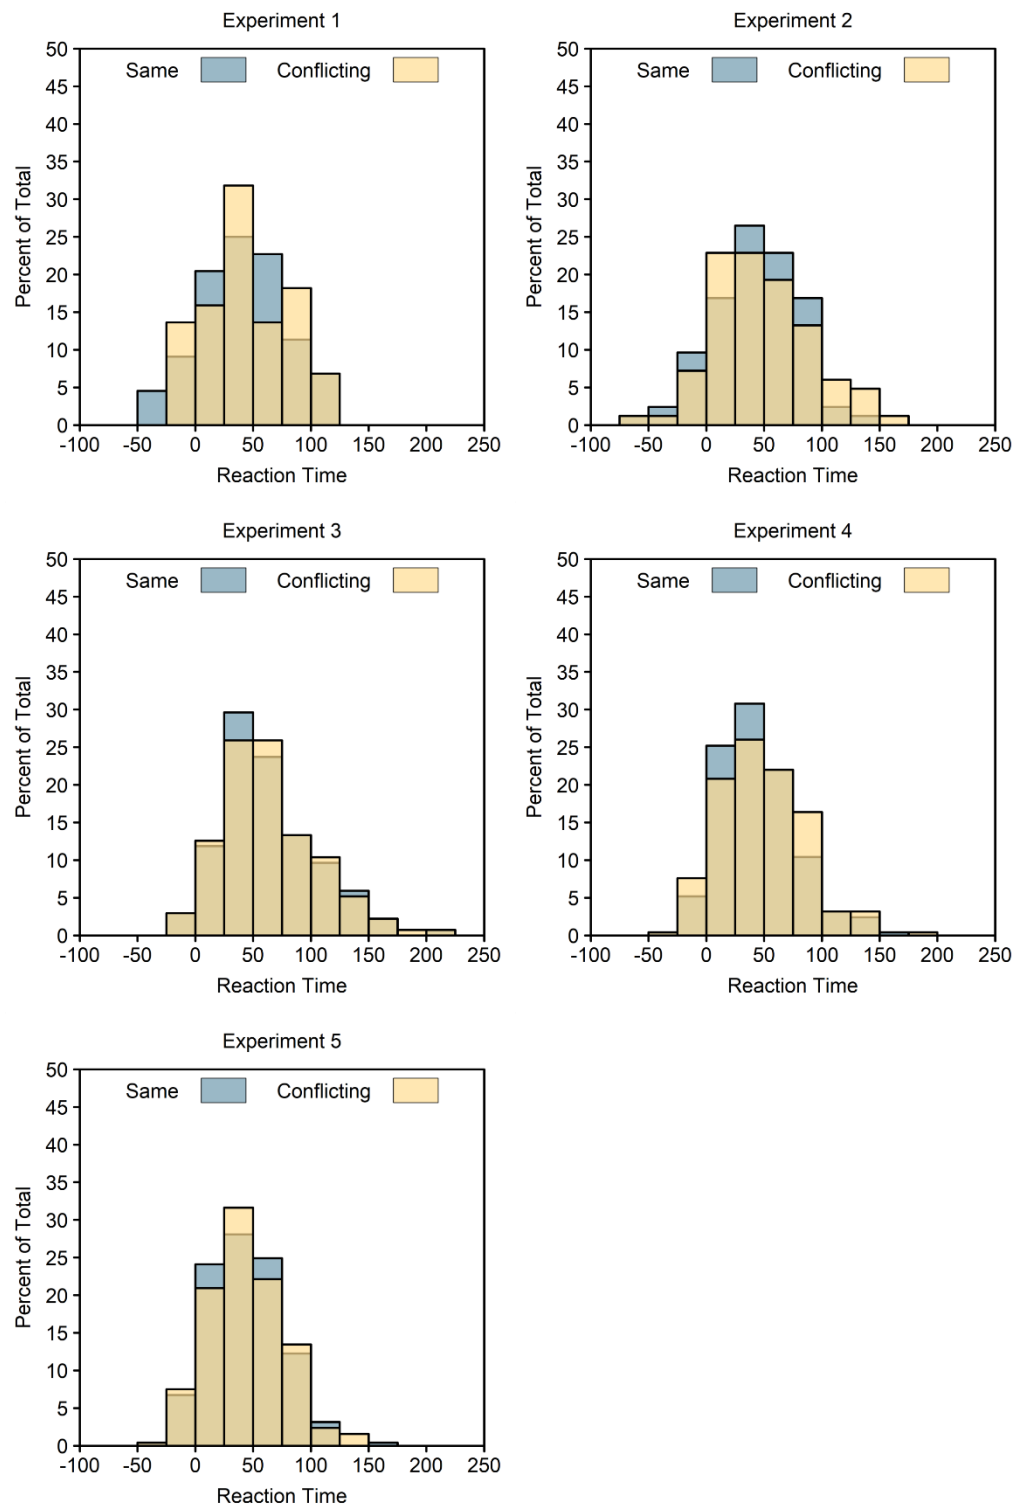 Experiment 1
Same Conflicting
50
45
40
35
30
25
20
15
10
5
0
Percent of Total
-100 -50 0 50 100 150 200 250
Reaction Time
Experiment 2
Same Conflicting
50
45
40
35
30
25
20
15
10
5
0
Percent of Total
-100 -50 0 50 100 150 200 250
Reaction Time
Experiment 3
Same Conflicting
50
45
40
35
30
25
20
15
10
5
0
Percent of Total
-100 -50 0 50 100 150 200 250
Reaction Time
Experiment 4
Same Conflicting
50
45
40
35
30
25
20
15
10
5
0
Percent of Total
-100 -50 0 50 100 150 200 250
Reaction Time
Experiment 5
Same Conflicting
50
45
40
35
30
25
20
15
10
5
0
Percent of Total
-100 -50 0 50 100 150 200 250
Reaction Time